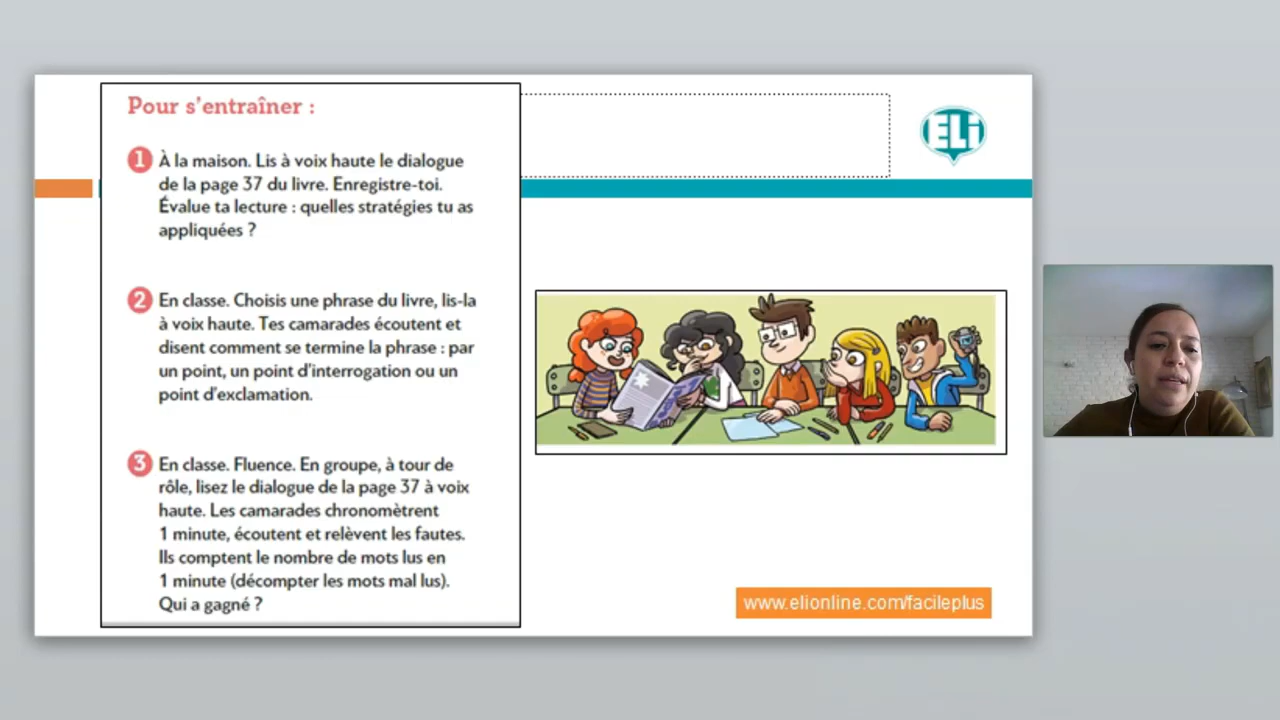 Pour s'entraîner :
1 À la maison. Lis à voix haute le dialogue
de la page 37 du livre. Enregistre-toi.
Évalue ta lecture : quelles stratégies tu as
appliquées ?
2 En classe. Choisis une phrase du livre, lis-la
à voix haute. Tes camarades écoutent et
disent comment se termine la phrase : par
un point, un point d'interrogation ou un
point d'exclamation.
3 En classe. Fluence. En groupe, à tour de
rôle, lisez le dialogue de la page 37 à voix
haute. Les camarades chronomètrent
1 minute, écoutent et relèvent les fautes.
Ils comptent le nombre de mots lus en
1 minute (décompter les mots mal lus).
Qui a gagné ?
ELi
www.elionline.com/facileplus